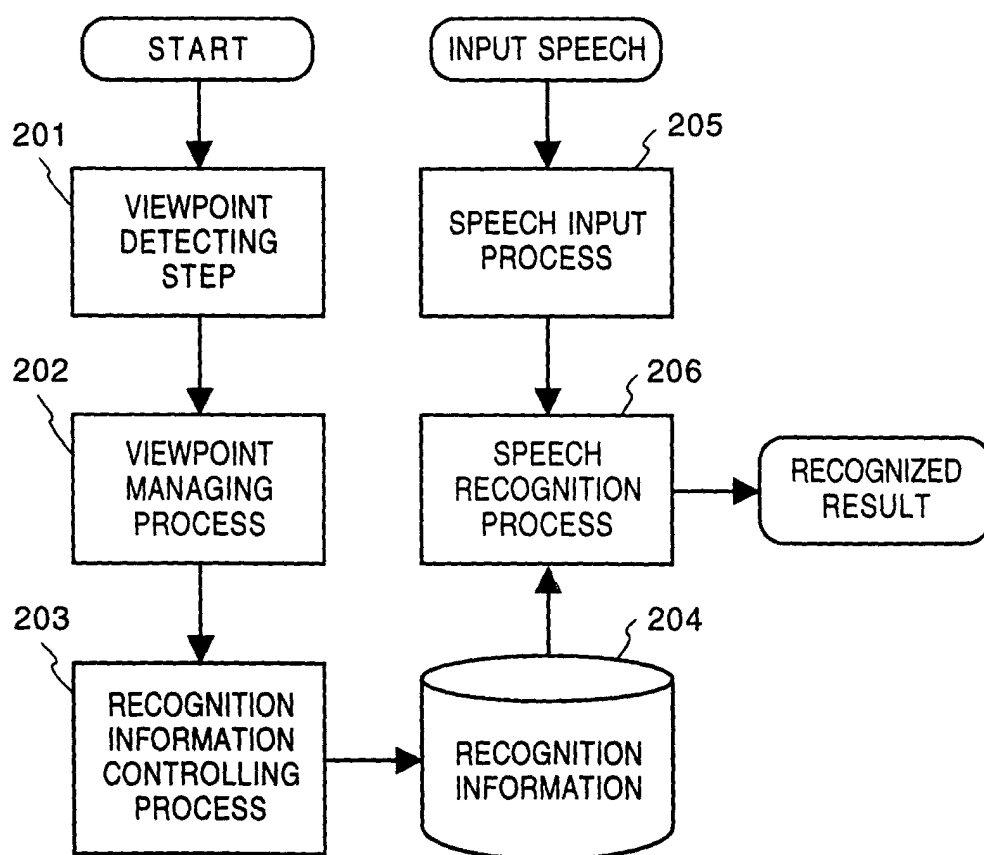 START
201
VIEWPOINT
DETECTING
STEP
202
VIEWPOINT
MANAGING
PROCESS
203
RECOGNITION
INFORMATION
CONTROLLING
PROCESS
INPUT SPEECH
205
SPEECH INPUT
PROCESS
206
SPEECH
RECOGNITION
PROCESS
RECOGNIZED
RESULT
204
RECOGNITION
INFORMATION